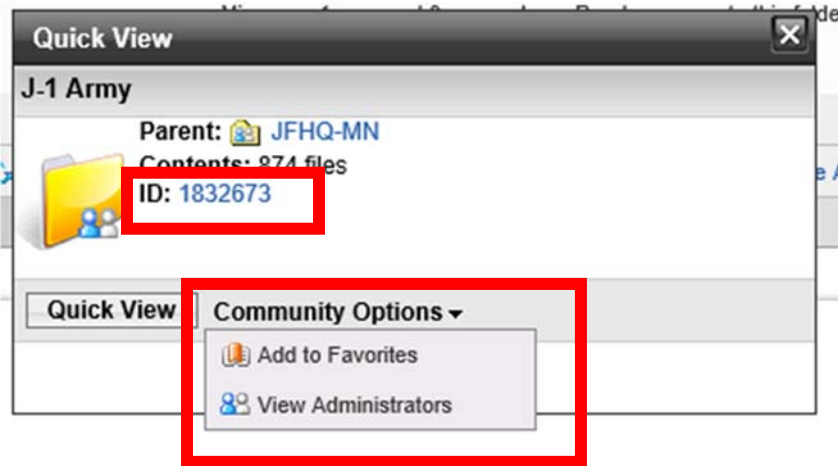 Quick View
J-1 Army
Parent: JFHQ-MN
Contents: 874 files
ID: 1832673
Quick View Community Options
Add to Favorites
View Administrators